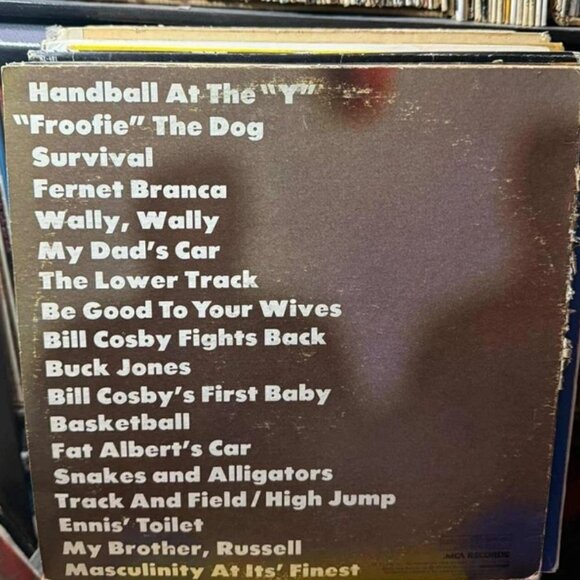 Handball At The "Y"
"Froofie" The Dog
Survival
Fernet Branca
Wally, Wally
My Dad's Car
The Lower Track
Be Good To Your Wives
Bill Cosby Fights Back
Buck Jones
Bill Cosby's First Baby
Basketball
Fat Albert's Car
Snakes and Alligators
Track And Field/High Jump
Ennis' Toilet
My Brother, Russell
MCA RECORDS
Masculinity At Its' Finest